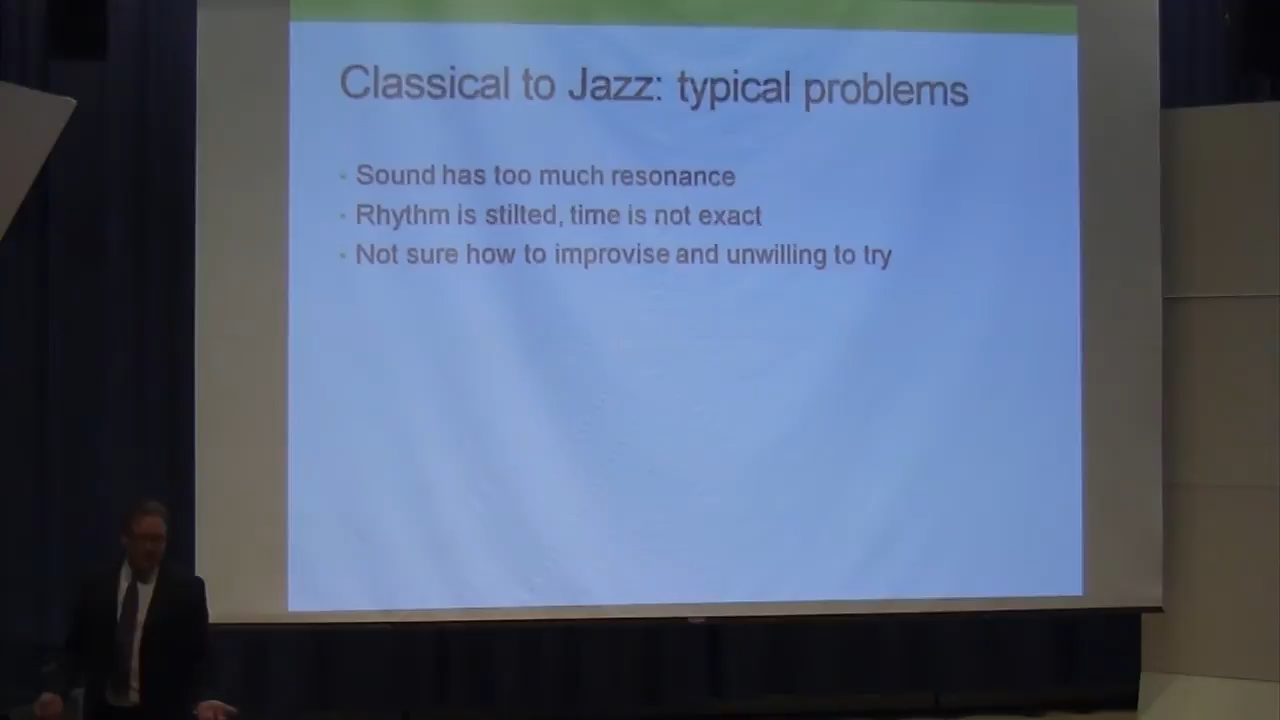 Classical to Jazz: typical problems
· Sound has too much resonance
· Rhythm is stilted, time is not exact
· Not sure how to improvise and unwilling to try